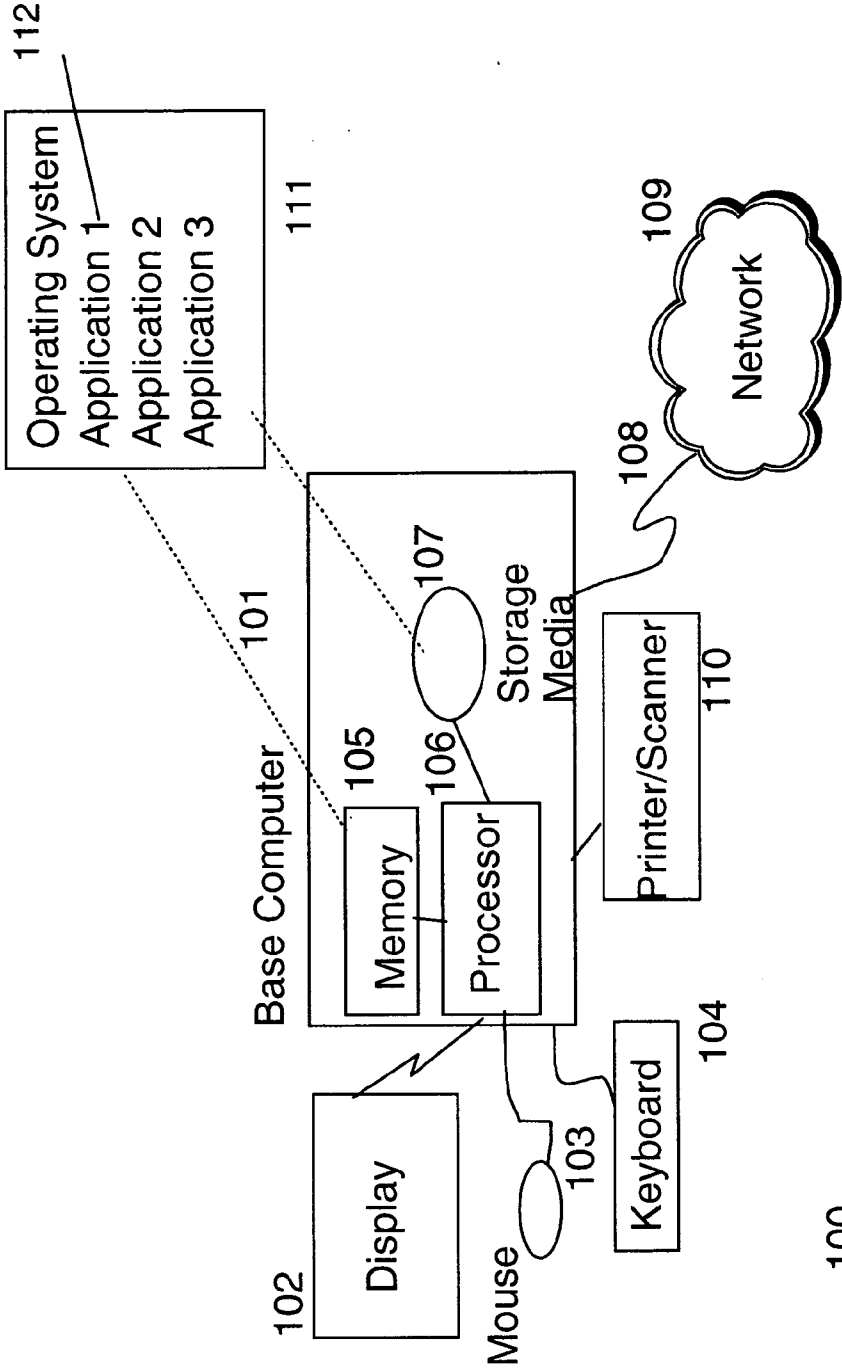 112
Operating System
Application 1
Application 2
Application 3
111
101
Base Computer
105
Memory
106
107
Processor
Storage
Media
108
109
Network
102
Display
Mouse
103
Keyboard
104
Printer/Scanner
110
100